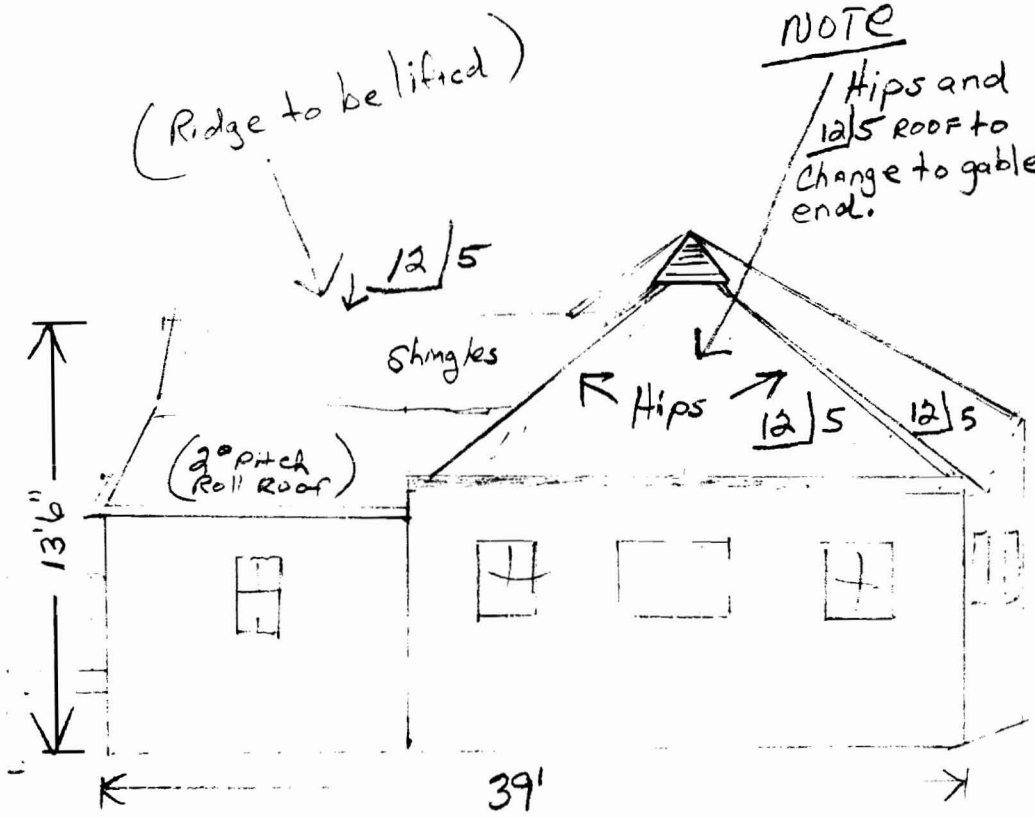 NOTE
Hips and
12/5 ROOF to
Change to gable
end.
(Ridge to be lifted)
12/5
Shingles
Hips
12/5
12/5
(2° Pitch
Roll Roof)
13'6"
39'